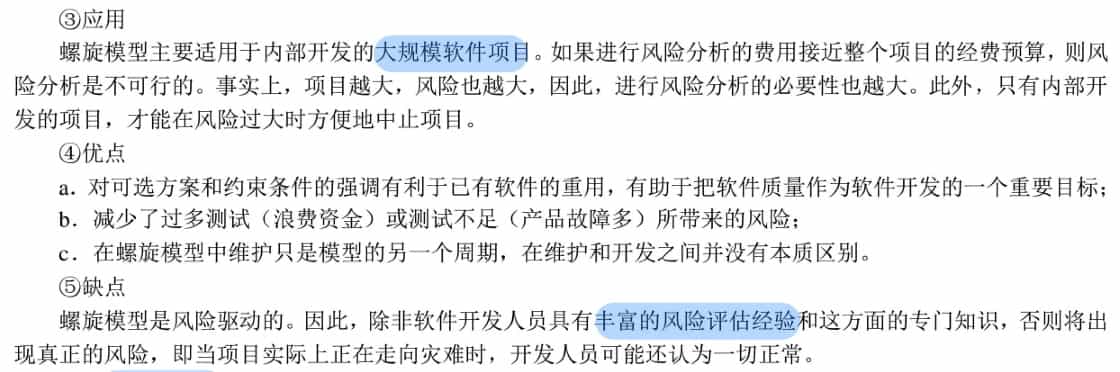 ③应用
螺旋模型主要适用于内部开发的大规模软件项目。如果进行风险分析的费用接近整个项目的经费预算，则风
险分析是不可行的。事实上，项目越大，风险也越大，因此，进行风险分析的必要性也越大。此外，只有内部开
发的项目，才能在风险过大时方便地中止项目。
④优点
a．对可选方案和约束条件的强调有利于已有软件的重用，有助于把软件质量作为软件开发的一个重要目标；
b．减少了过多测试（浪费资金）或测试不足（产品故障多）所带来的风险；
c．在螺旋模型中维护只是模型的另一个周期，在维护和开发之间并没有本质区别。
⑤缺点
螺旋模型是风险驱动的。因此，除非软件开发人员具有丰富的风险评估经验和这方面的专门知识，否则将出
现真正的风险，即当项目实际上正在走向灾难时，开发人员可能还认为一切正常。